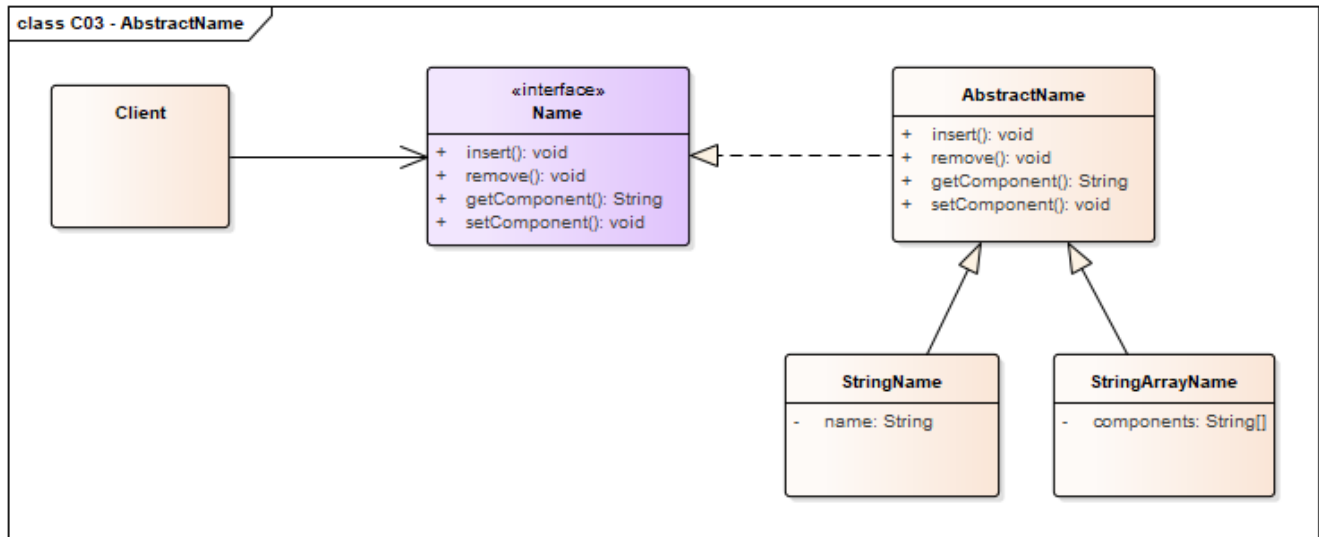 class C03 - AbstractName
Client
«interface»
Name
+ insert(): void
+ remove(): void
+ getComponent(): String
+ setComponent(): void
AbstractName
+ insert(): void
+ remove(): void
+ getComponent(): String
+ setComponent(): void
StringName
- name: String
StringArrayName
- components: String[]